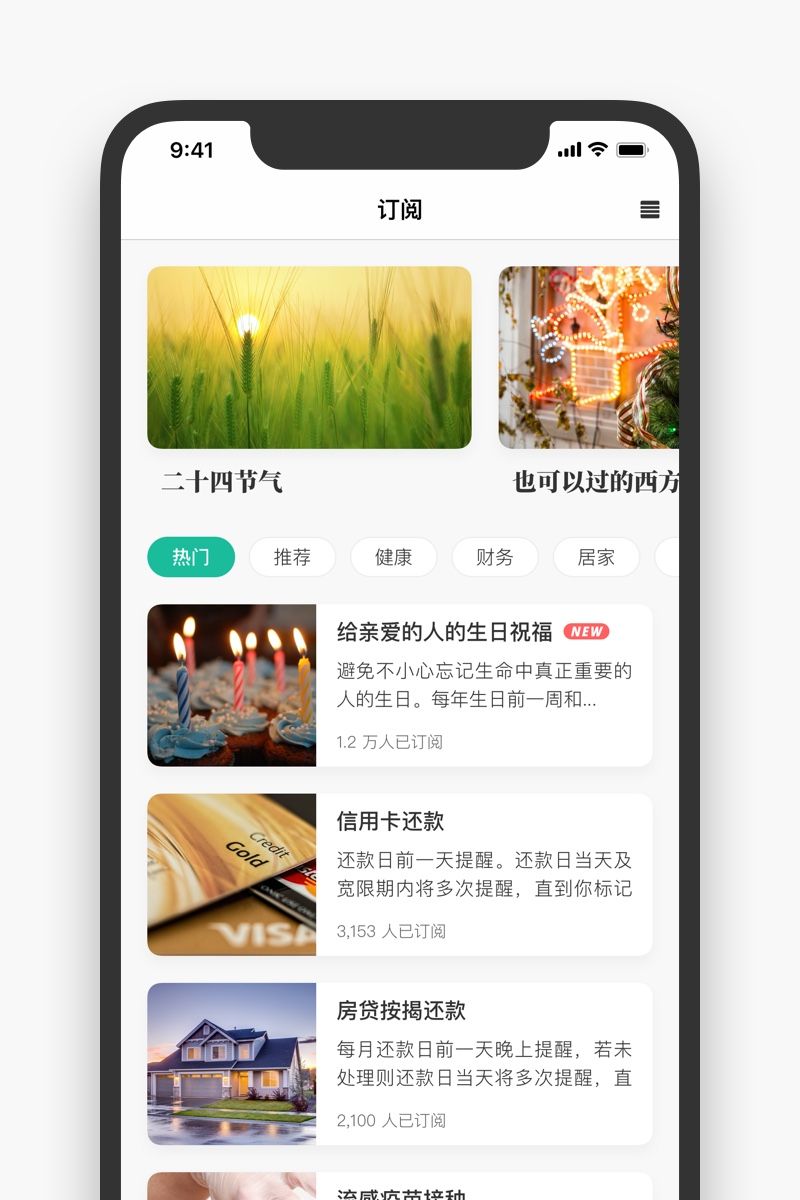 9:41
订阅
二十四节气
也可以过的西方
热门
推荐
健康
财务
居家
给亲爱的人的生日祝福 NEW
避免不小心忘记生命中真正重要的
人的生日。每年生日前一周和...
1.2 万人已订阅
Credit
Gold
VISA
信用卡还款
还款日前一天提醒。还款日当天及
宽限期内将多次提醒，直到你标记
3,153 人已订阅
房贷按揭还款
每月还款日前一天晚上提醒，若未
处理则还款日当天将多次提醒，直
2,100 人已订阅
流感疫苗接种